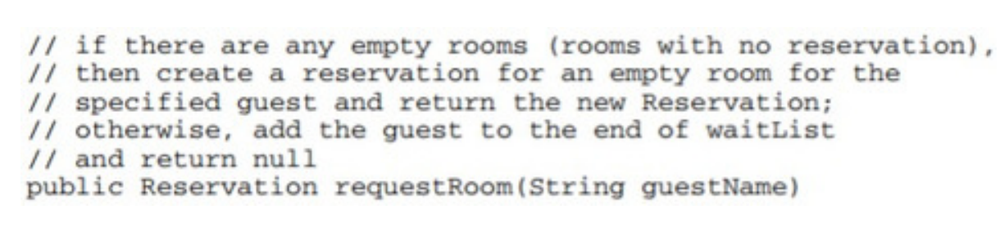 // if there are any empty rooms (rooms with no reservation),
// then create a reservation for an empty room for the
// specified guest and return the new Reservation;
// otherwise, add the guest to the end of waitList
// and return null
public Reservation requestRoom(String guestName)